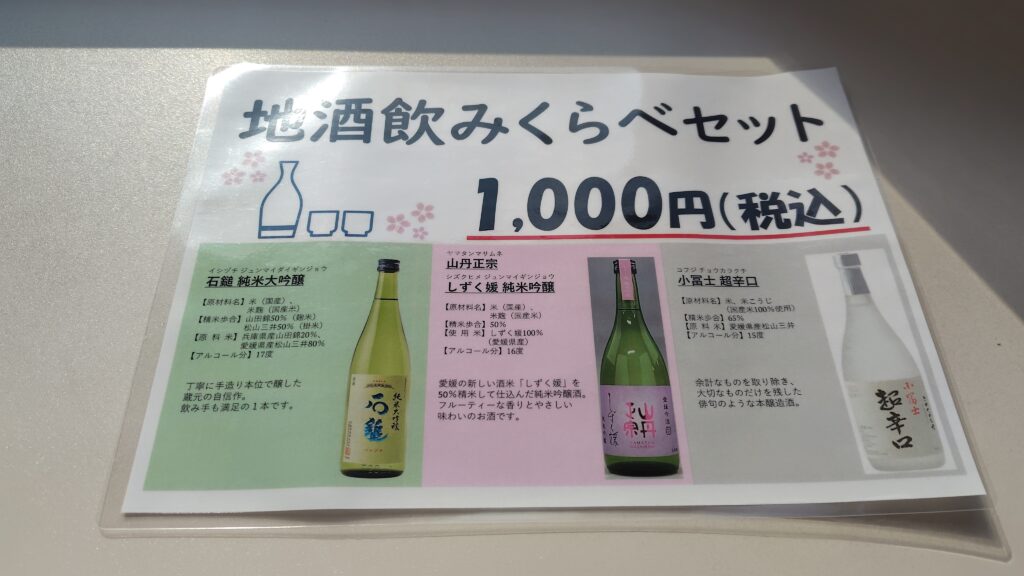 地酒飲みくらべセット
1,000円(税込)
イシヅチ ジュンマイダイギンジョウ
石鎚 純米大吟醸
【原材料名】米(国産)、
米麹(国産米)
【精米歩合】山田錦50%(麹米)
松山三井50%(掛米)
【原 料 米】兵庫県産山田錦20%、
愛媛県産松山三井80%
【アルコール分】17度
丁寧に手造り本位で醸した
蔵元の自信作。
飲み手も満足の1本です。
純米大吟醸
石鎚
ヤマタンマサムネ
山丹正宗
シズクヒメ ジュンマイギンジョウ
しずく媛 純米吟醸
【原材料名】米(国産)、
米麹(国産米)
【精米歩合】50%
【使 用 米】しずく媛100%
(愛媛県産)
【アルコール分】16度
愛媛の新しい酒米「しずく媛」を
50%精米して仕込んだ純米吟醸酒。
フルーティーな香りとやさしい
味わいのお酒です。
山丹
正宗
しずく媛
コフジ チョウカラクチ
小冨士 超辛口
【原材料名】米、米こうじ
(国産米100%使用)
【精米歩合】65%
【原 料 米】愛媛県産松山三井
【アルコール分】15度
余計なものを取り除き、
大切なものだけを残した
俳句のような本醸造酒。
小冨士
超辛口